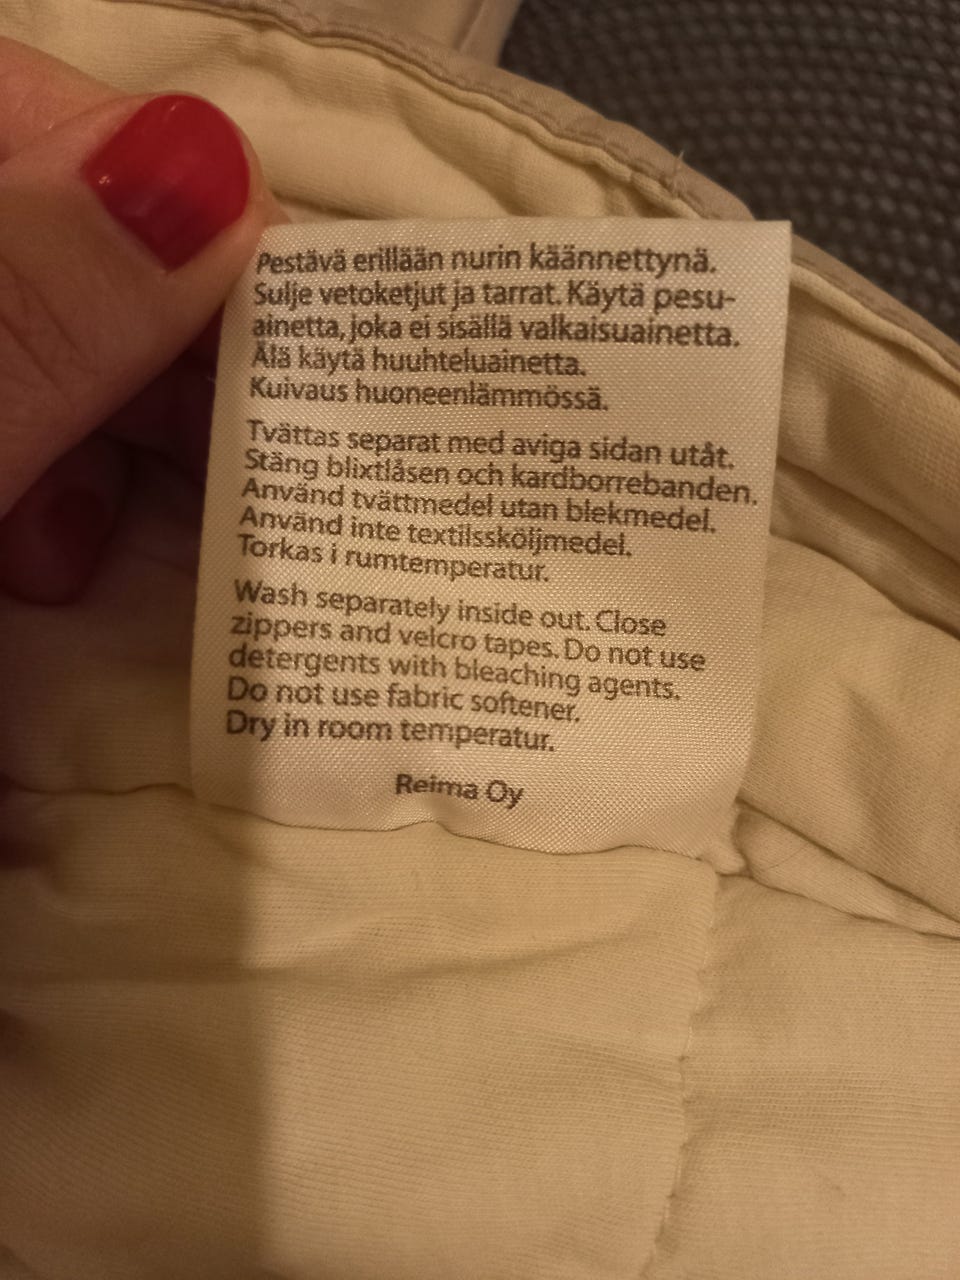 Pestävä erillään nurin käännettynä.
Sulje vetoketjut ja tarrat. Käytä pesu-
ainetta, joka ei sisällä valkaisuainetta.
Älä käytä huuhteluainetta.
Kuivaus huoneenlämmössä.
Tvättas separat med aviga sidan utåt.
Stäng blixtlåsen och kardborrebanden.
Använd tvättmedel utan blekmedel.
Använd inte textilssköljmedel.
Torkas i rumtemperatur.
Wash separately inside out. Close
zippers and velcro tapes. Do not use
detergents with bleaching agents.
Do not use fabric softener.
Dry in room temperatur.
Reima Oy